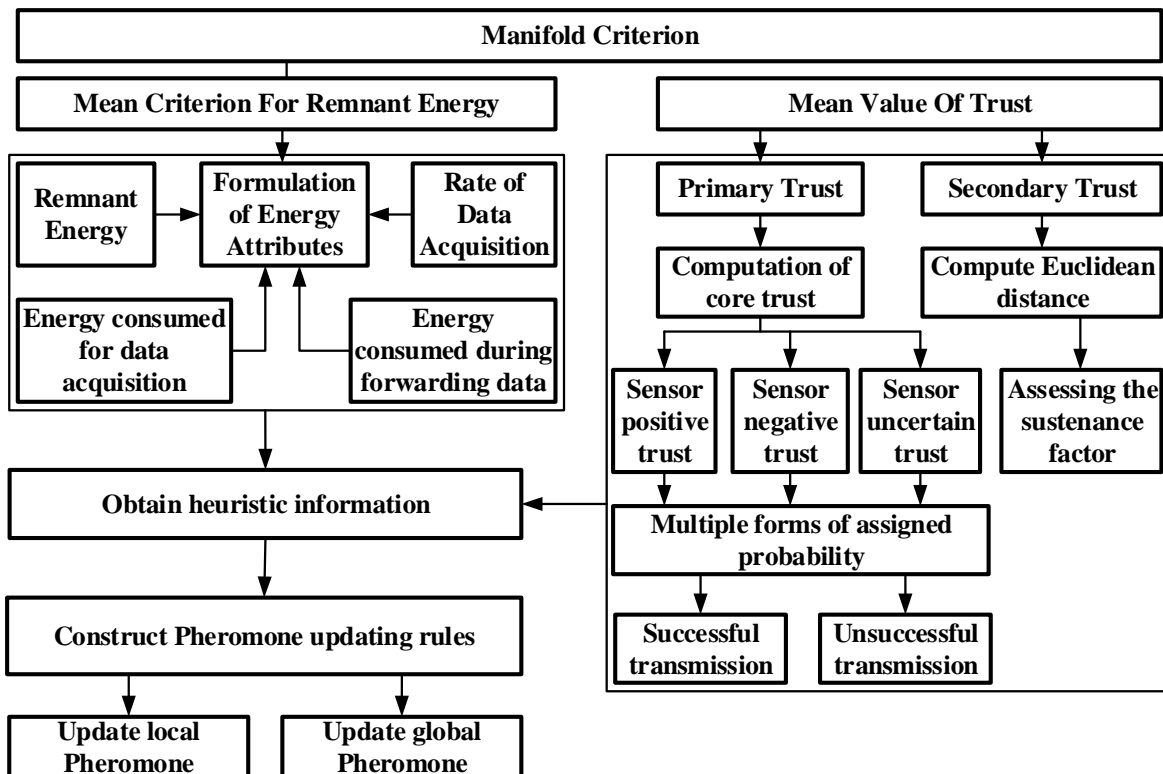 Manifold Criterion
Mean Criterion For Remnant Energy
Mean Value Of Trust
Remnant
Energy
Formulation
of Energy
Attributes
Rate of
Data
Acquisition
Energy consumed
for data
acquisition
Energy
consumed during
forwarding data
Primary Trust
Secondary Trust
Computation of
core trust
Compute Euclidean
distance
Sensor
positive
trust
Sensor
negative
trust
Sensor
uncertain
trust
Assessing the
sustenance
factor
Obtain heuristic information
Multiple forms of assigned
probability
Construct Pheromone updating rules
Successful
transmission
Unsuccessful
transmission
Update local
Pheromone
Update global
Pheromone